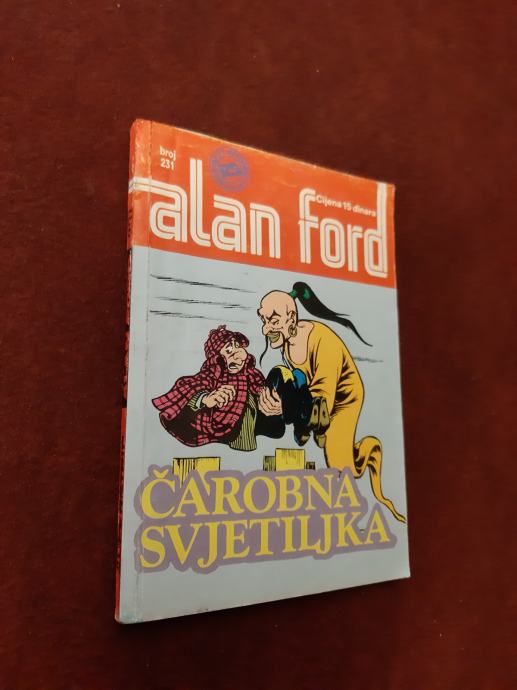 broj
231
Cijena 15 dinara
alan ford
ČAROBNA
SVJETILJKA